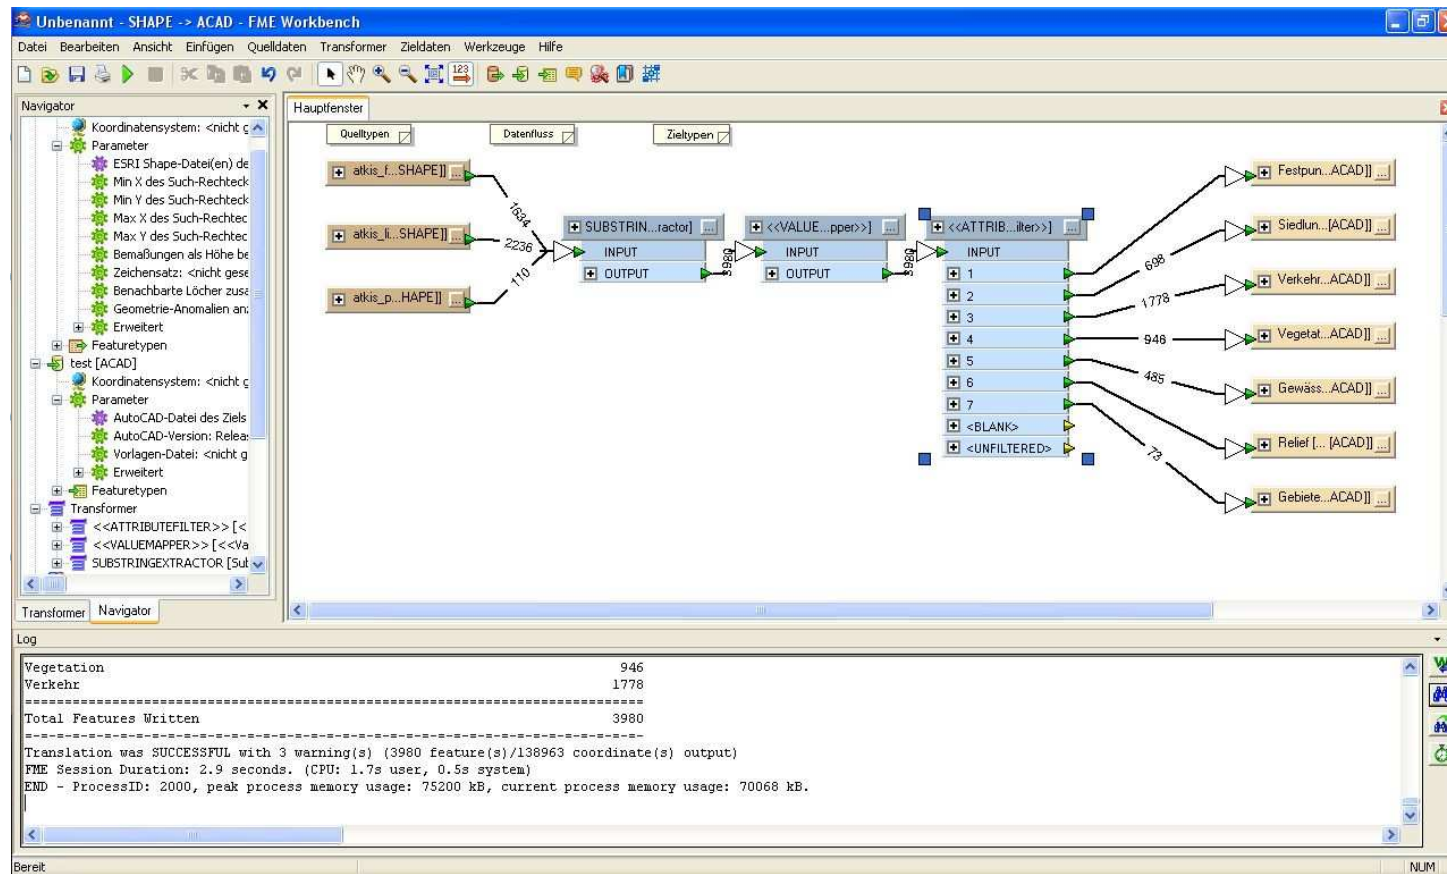 Unbenannt - SHAPE -> ACAD - FME Workbench
Datei Bearbeiten Ansicht Einfügen Quelldaten Transformer Zieldaten Werkzeuge Hilfe
123
Navigator
Koordinatensystem: <nicht g
Parameter
ESRI Shape-Datei(en) de
Min X des Such-Rechteck
Min Y des Such-Rechteck
Max X des Such-Rechtec
Max Y des Such-Rechtec
Bemaßungen als Höhe be
Zeichensatz: <nicht gese
Benachbarte Löcher zusa
Geometrie-Anomalien an:
Erweitert
Featuretypen
test [ACAD]
Koordinatensystem: <nicht g
Parameter
AutoCAD-Datei des Ziels
AutoCAD-Version: Relea:
Vorlagen-Datei: <nicht g
Erweitert
Featuretypen
Transformer
<<ATTRIBUTEFILTER>> [<
<<VALUEMAPPER>> [<<Va
SUBSTRINGEXTRACTOR [Sul
Transformer Navigator
Hauptfenster
Quelltypen Datenfluss Zieltypen
atkis_f...SHAPE]] ...
atkis_li...SHAPE]] ...
atkis_p...HAPE]] ...
1634
2236
110
SUBSTRIN...ractor] ...
INPUT
OUTPUT
3980
<<VALUE...pper>>] ...
INPUT
OUTPUT
3980
<<ATTRIB...ilter>>] ...
INPUT
1
2
3
4
5
6
7
<BLANK>
<UNFILTERED>
698
1778
946
485
73
Festpun...ACAD]] ...
Siedlun...[ACAD]] ...
Verkehr...ACAD]] ...
Vegetat...ACAD]] ...
Gewäss...ACAD]] ...
Relief [... [ACAD]] ...
Gebiete...ACAD]] ...
Log
Vegetation 946
Verkehr 1778
==============================================================================
Total Features Written 3980
=-=-=-=-=-=-=-=-=-=-=-=-=-=-=-=-=-=-=-=-=-=-=-=-=-=-=-=-=-=-=-=-=-=-=-=-=-=-
Translation was SUCCESSFUL with 3 warning(s) (3980 feature(s)/138963 coordinate(s) output)
FME Session Duration: 2.9 seconds. (CPU: 1.7s user, 0.5s system)
END - ProcessID: 2000, peak process memory usage: 75200 kB, current process memory usage: 70068 kB.
Bereit NUM